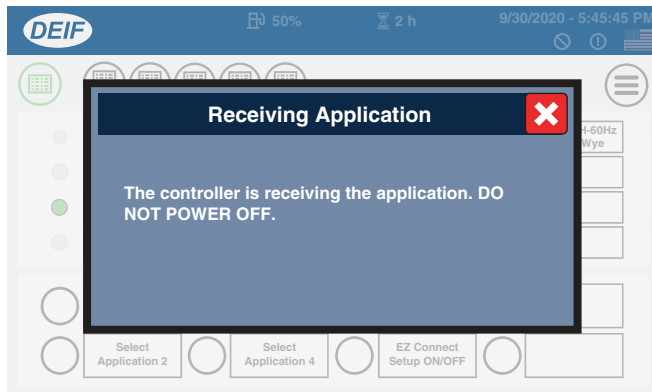 DEIF
50%
2 h
9/30/2020 - 5:45:45 PM
Receiving Application
H-60Hz
Wye
The controller is receiving the application. DO
NOT POWER OFF.
Select
Application 2
Select
Application 4
EZ Connect
Setup ON/OFF